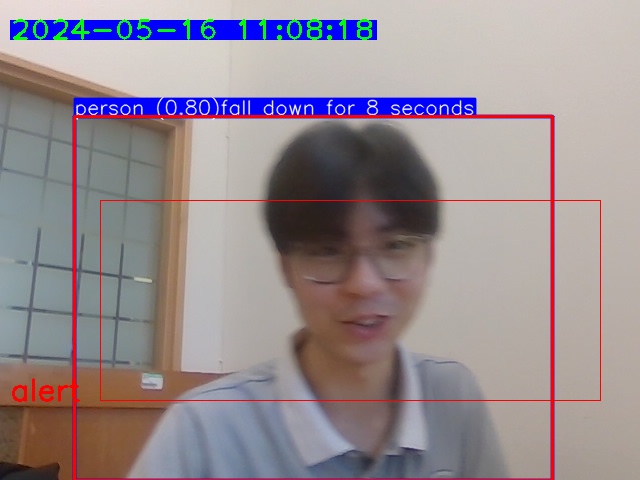 2024-05-16 11:08:18
person (0.80)fall down for 8 seconds
alert